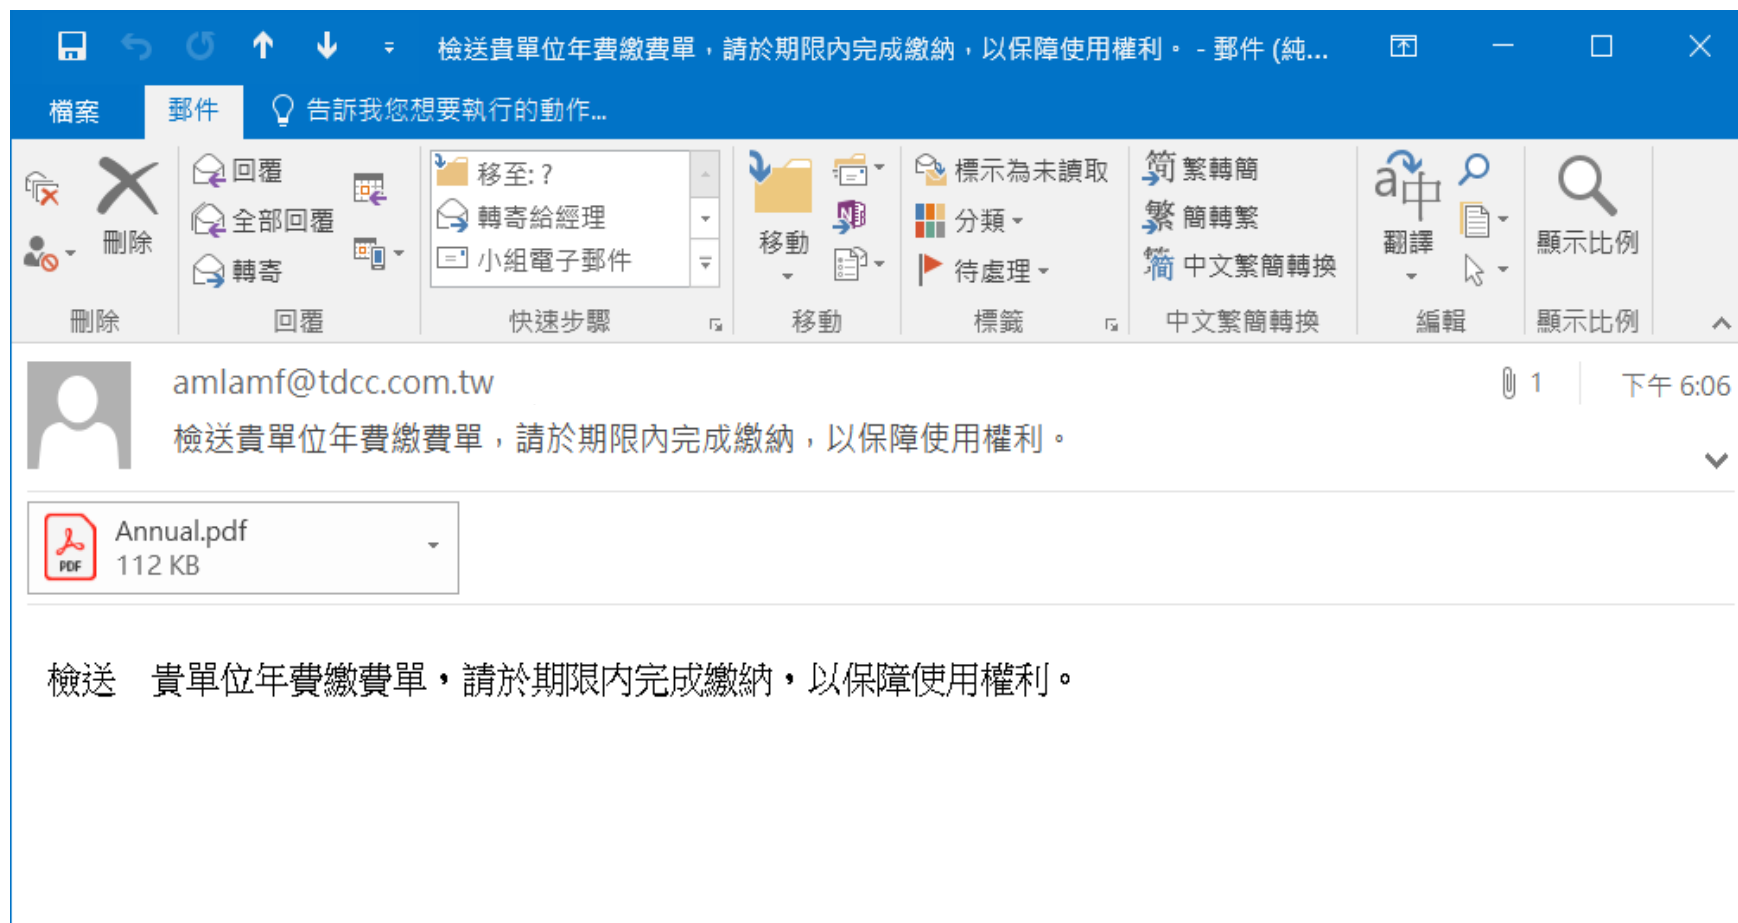 檢送貴單位年費繳費單，請於期限內完成繳納，以保障使用權利。 - 郵件 (純...
檔案 郵件 告訴我您想要執行的動作...
刪除
回覆
全部回覆
轉寄
移至: ?
轉寄給經理
小組電子郵件
移動
標示為未讀取
分類
待處理
简 繁轉簡
繁 簡轉繁
简 中文繁簡轉換
a中
翻譯
顯示比例
刪除 回覆 快速步驟 移動 標籤 中文繁簡轉換 編輯 顯示比例
amlamf@tdcc.com.tw 1 下午 6:06
檢送貴單位年費繳費單，請於期限內完成繳納，以保障使用權利。
PDF
Annual.pdf
112 KB
檢送　貴單位年費繳費單，請於期限內完成繳納，以保障使用權利。